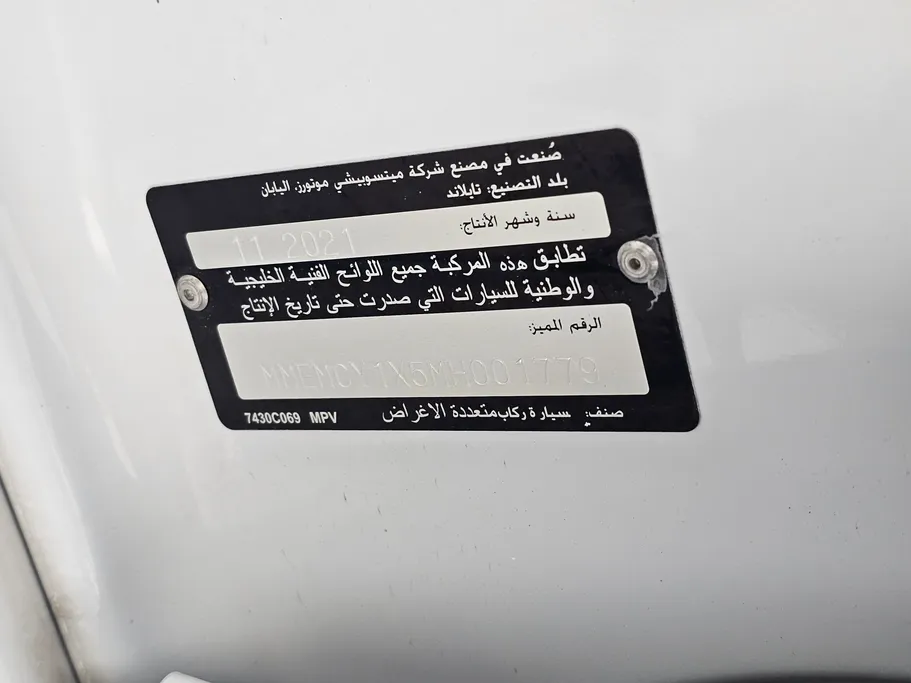 صُنعت في مصنع شركة ميتسوبيشي موتورز. اليابان
بلد التصنيع: تايلاند
سنة وشهر الأنتاج:
11 2021
تطابق هذه المركبة جميع اللوائح الفنية الخليجية
والوطنية للسيارات التي صدرت حتى تاريخ الإنتاج
الرقم المميز:
صنف: سيارة ركاب متعددة الاغراض
7430C069 MPV